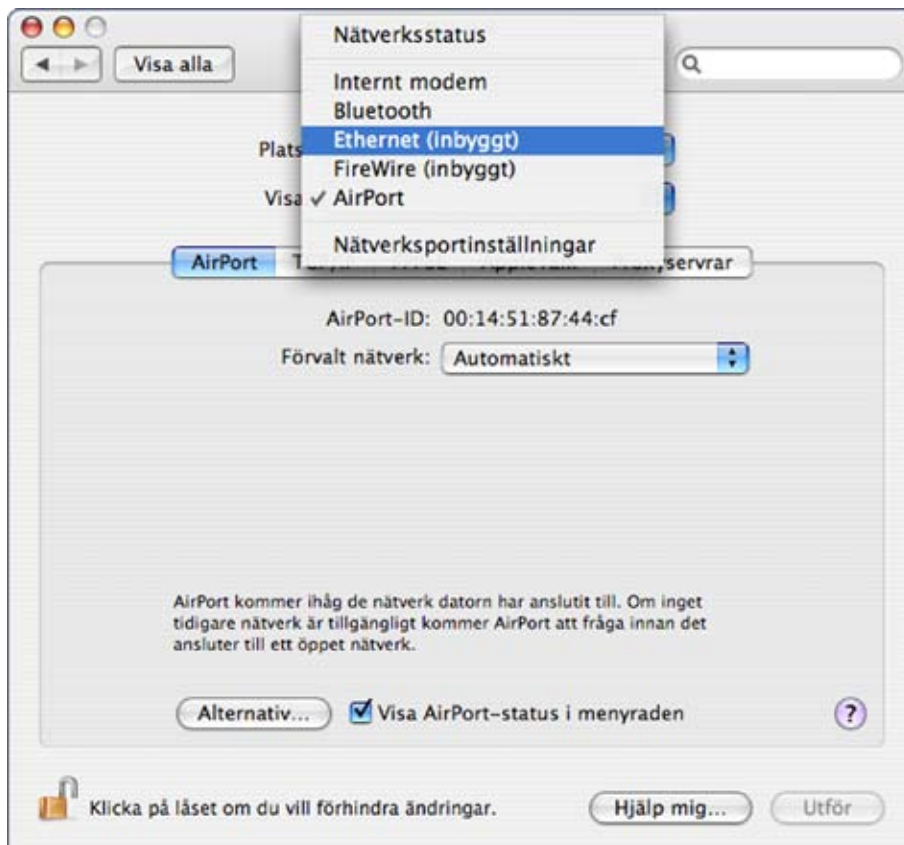 Nätverksstatus
Visa alla
Internt modem
Bluetooth
Plats
Ethernet (inbyggt)
FireWire (inbyggt)
Visa ✓ AirPort
Nätverksportinställningar
AirPort
AirPort-ID: 00:14:51:87:44:cf
Förvalt nätverk: Automatiskt
AirPort kommer ihåg de nätverk datorn har anslutit till. Om inget
tidigare nätverk är tillgängligt kommer AirPort att fråga innan det
ansluter till ett öppet nätverk.
Alternativ... Visa AirPort-status i menyraden ?
Klicka på låset om du vill förhindra ändringar. Hjälp mig... Utför